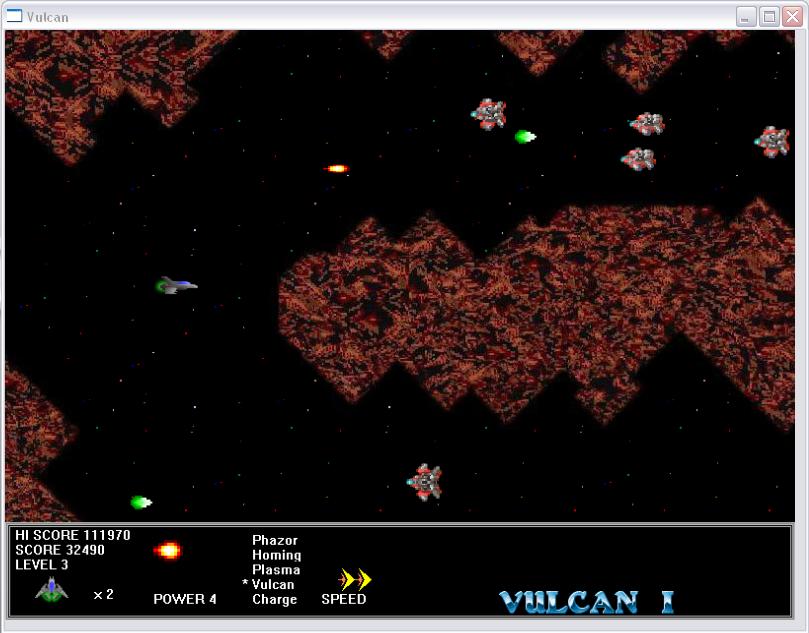 Vulcan
HI SCORE 111970
SCORE 32490
LEVEL 3
x 2
POWER 4
Phazor
Homing
Plasma
* Vulcan
Charge
SPEED
VULCAN I